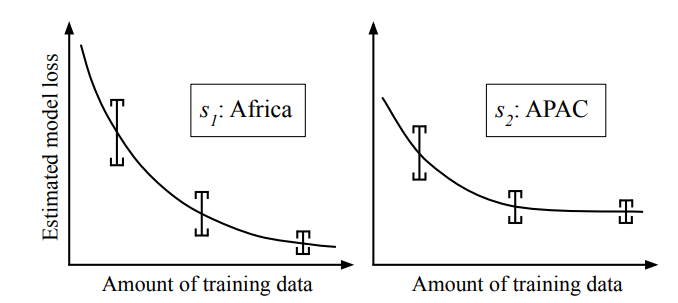 Estimated model loss
s1: Africa
s2: APAC
Amount of training data
Amount of training data